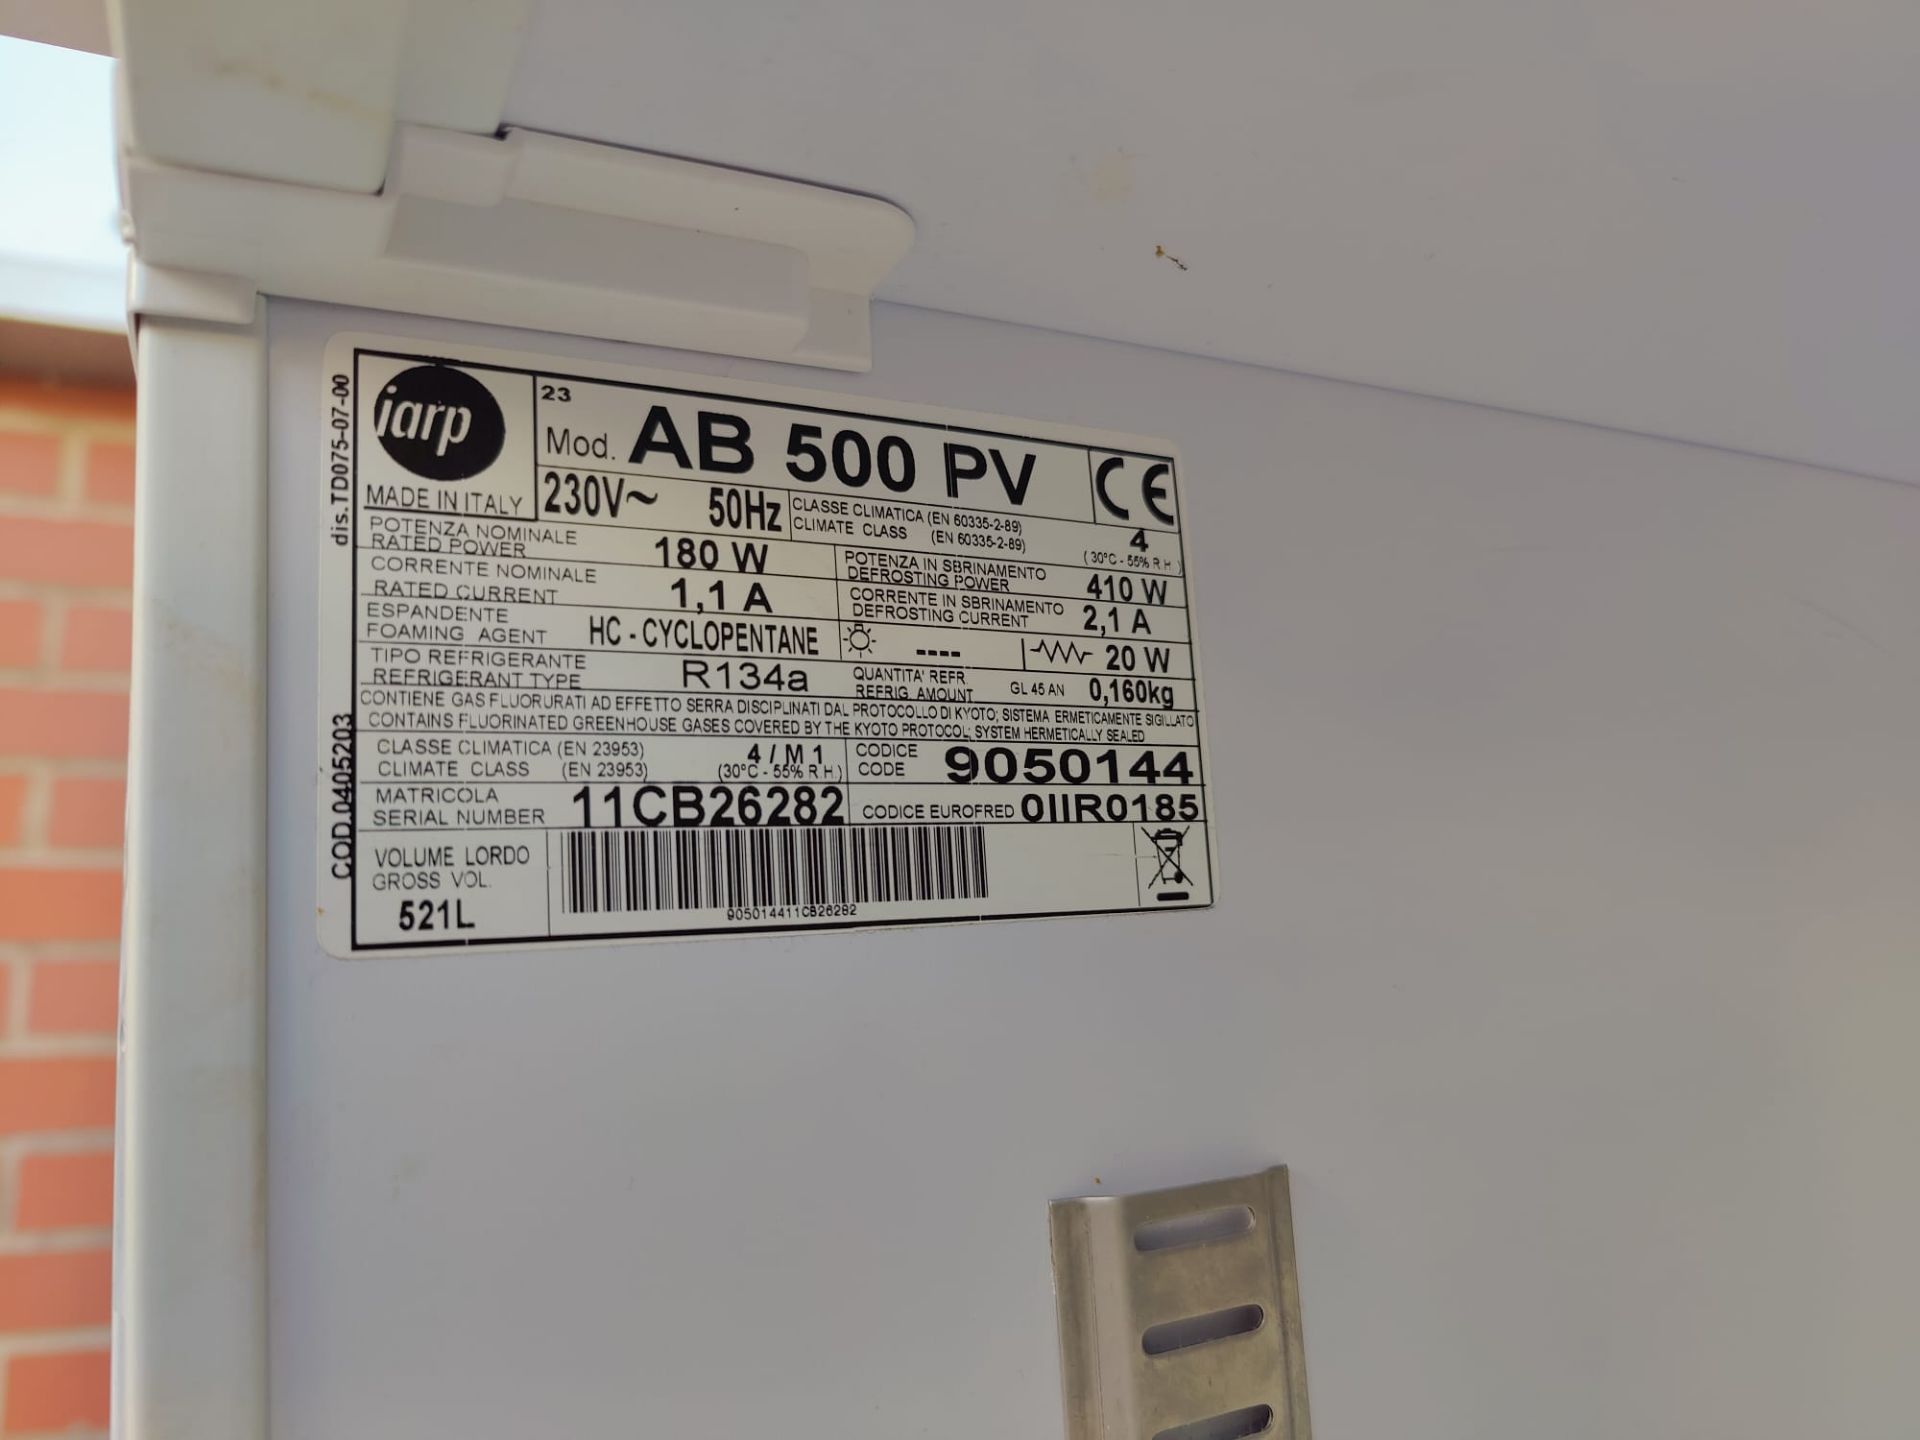 iarp
MADE IN ITALY
23
Mod. AB 500 PV
CE
230V~ 50Hz
CLASSE CLIMATICA (EN 60335-2-89)
CLIMATE CLASS (EN 60335-2-89)
4
(30°C - 55% R.H.)
POTENZA NOMINALE
RATED POWER
180 W
POTENZA IN SBRINAMENTO
DEFROSTING POWER
410 W
CORRENTE NOMINALE
RATED CURRENT
1,1 A
CORRENTE IN SBRINAMENTO
DEFROSTING CURRENT
2,1 A
ESPANDENTE
FOAMING AGENT
HC - CYCLOPENTANE
----
20 W
TIPO REFRIGERANTE
REFRIGERANT TYPE
R134a
QUANTITA' REFR.
REFRIG. AMOUNT
GL 45 AN 0,160kg
CONTIENE GAS FLUORURATI AD EFFETTO SERRA DISCIPLINATI DAL PROTOCOLLO DI KYOTO; SISTEMA ERMETICAMENTE SIGILLATO
CONTAINS FLUORINATED GREENHOUSE GASES COVERED BY THE KYOTO PROTOCOL; SYSTEM HERMETICALLY SEALED
CLASSE CLIMATICA (EN 23953)
CLIMATE CLASS (EN 23953)
4 / M 1
(30°C - 55% R.H.)
CODICE
CODE
9050144
MATRICOLA
SERIAL NUMBER
11CB26282
CODICE EUROFRED 0IIR0185
VOLUME LORDO
GROSS VOL.
521L
905014411CB26282
dis.TD075-07-00
COD.0405203